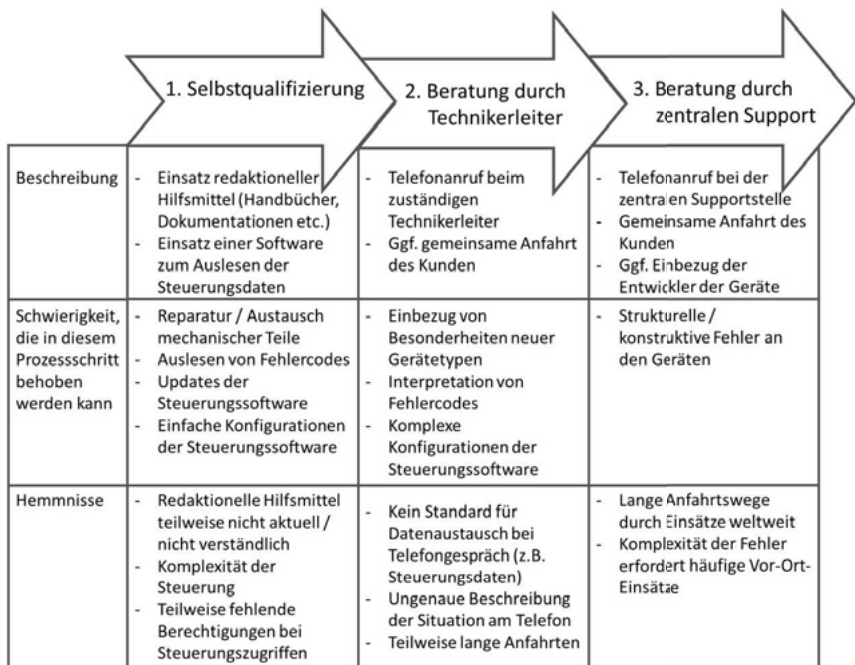 1. Selbstqualifizierung
2. Beratung durch
Technikerleiter
3. Beratung durch
zentralen Support
Beschreibung
- Einsatz redaktioneller
Hilfsmittel (Handbücher,
Dokumentationen etc.)
- Einsatz einer Software
zum Auslesen der
Steuerungsdaten
- Telefonanruf beim
zuständigen
Technikerleiter
- Ggf. gemeinsame Anfahrt
des Kunden
- Telefonanruf bei der
zentralen Supportstelle
- Gemeinsame Anfahrt des
Kunden
- Ggf. Einbezug der
Entwickler der Geräte
Schwierigkeit,
die in diesem
Prozessschritt
behoben
werden kann
- Reparatur / Austausch
mechanischer Teile
- Auslesen von Fehlercodes
- Updates der
Steuerungssoftware
- Einfache Konfigurationen
der Steuerungssoftware
- Einbezug von
Besonderheiten neuer
Gerätetypen
- Interpretation von
Fehlercodes
- Komplexe
Konfigurationen der
Steuerungssoftware
- Strukturelle /
konstruktive Fehler an
den Geräten
Hemmnisse
- Redaktionelle Hilfsmittel
teilweise nicht aktuell /
nicht verständlich
- Komplexität der
Steuerung
- Teilweise fehlende
Berechtigungen bei
Steuerungszugriffen
- Kein Standard für
Datenaustausch bei
Telefongespräch (z.B.
Steuerungsdaten)
- Ungenaue Beschreibung
der Situation am Telefon
- Teilweise lange Anfahrten
- Lange Anfahrtswege
durch Einsätze weltweit
- Komplexität der Fehler
erfordert häufige Vor-Ort-
Einsätze